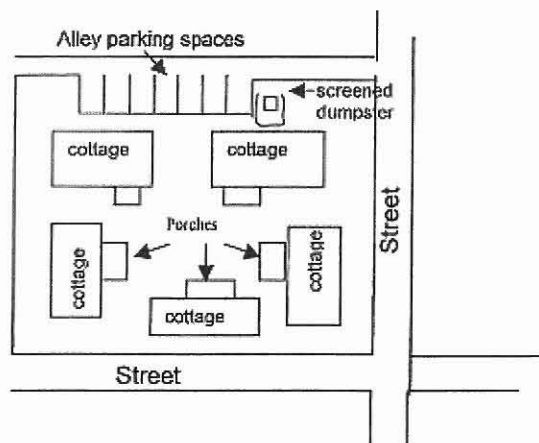 Alley parking spaces
screened
dumpster
cottage
cottage
Street
Porches
cottage
cottage
cottage
Street